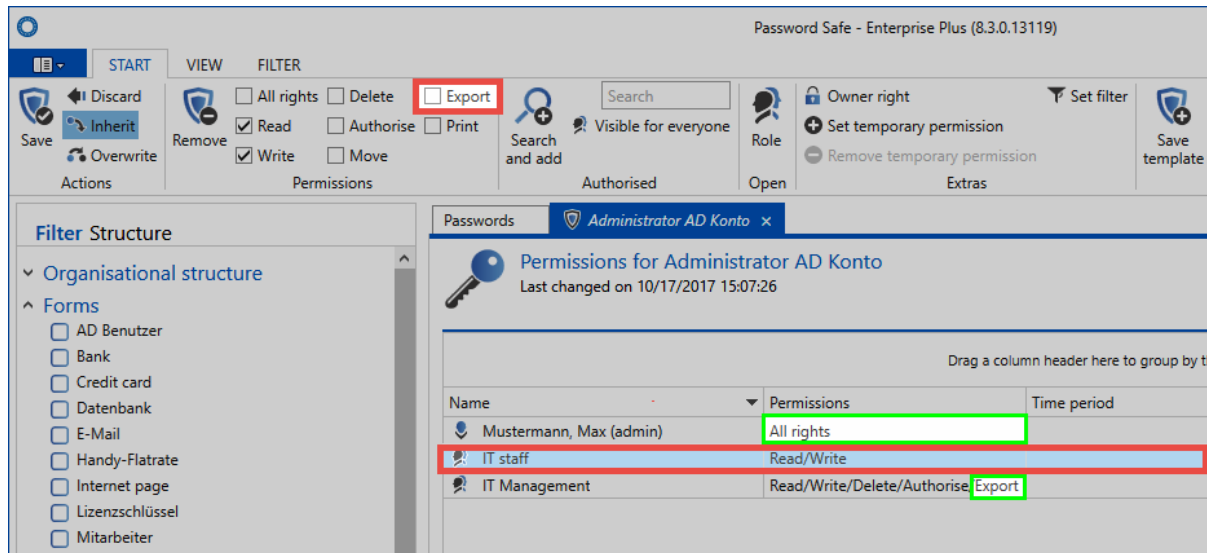 Password Safe - Enterprise Plus (8.3.0.13119)
START VIEW FILTER
Discard All rights Delete Export Search Owner right Set filter
Inherit Read Authorise Print Visible for everyone Set temporary permission
Save Remove Search Role Save
Overwrite Write Move and add Remove temporary permission template
Actions Permissions Authorised Open Extras
Filter Structure
Organisational structure
Forms
AD Benutzer
Bank
Credit card
Datenbank
E-Mail
Handy-Flatrate
Internet page
Lizenzschlüssel
Mitarbeiter
Passwords Administrator AD Konto ×
Permissions for Administrator AD Konto
Last changed on 10/17/2017 15:07:26
Drag a column header here to group by t
Name Permissions Time period
Mustermann, Max (admin) All rights
IT staff Read/Write
IT Management Read/Write/Delete/Authorise/Export